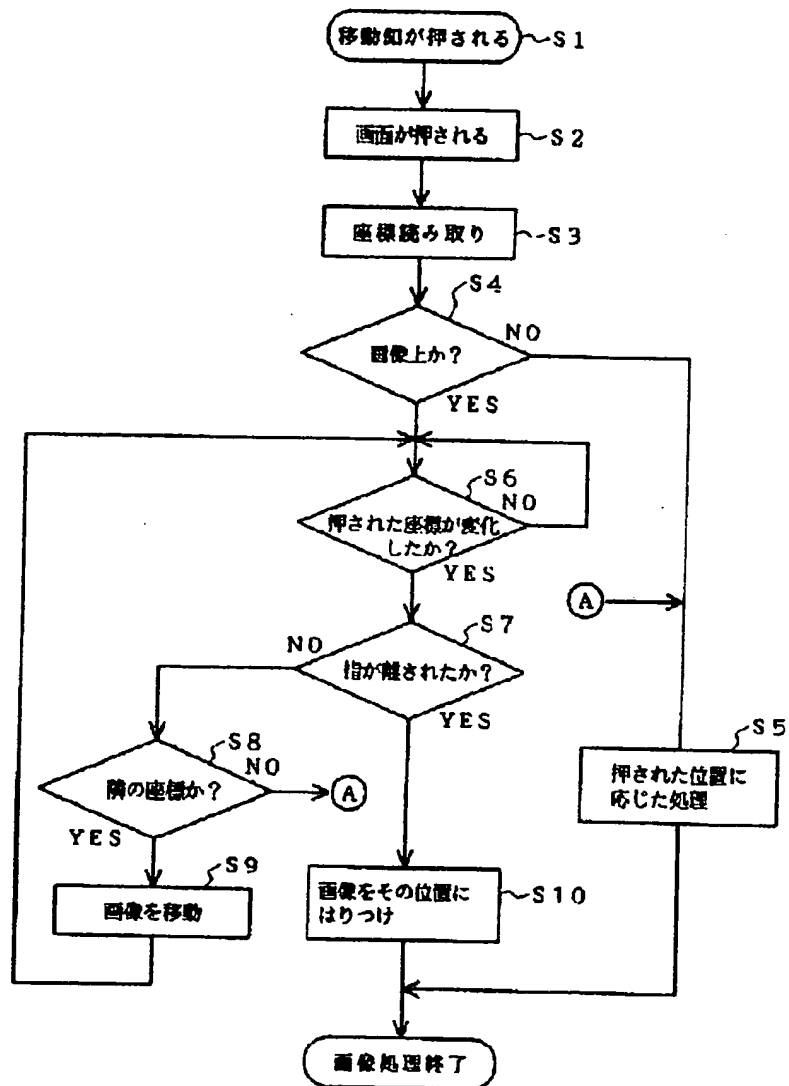 移動釦が押される
S1
画面が押される
S2
座標読み取り
S3
S4
画像上か？
NO
YES
S6
NO
押された座標が変化
したか？
YES
A
S7
NO
指が離されたか？
YES
S5
押された位置に
応じた処理
S8
NO
隣の座標か？
A
YES
S9
画像を移動
画像をその位置に
はりつけ
S10
画像処理終了